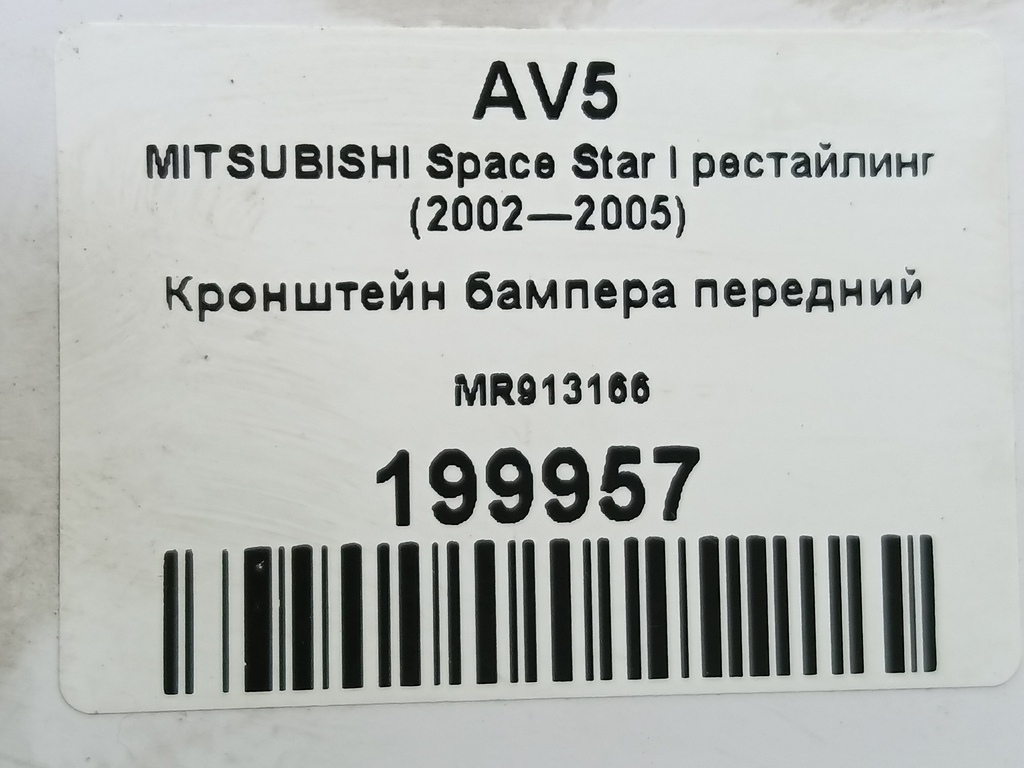 AV5
MITSUBISHI Space Star I рестайлинг
(2002—2005)
Кронштейн бампера передний
MR913166
199957